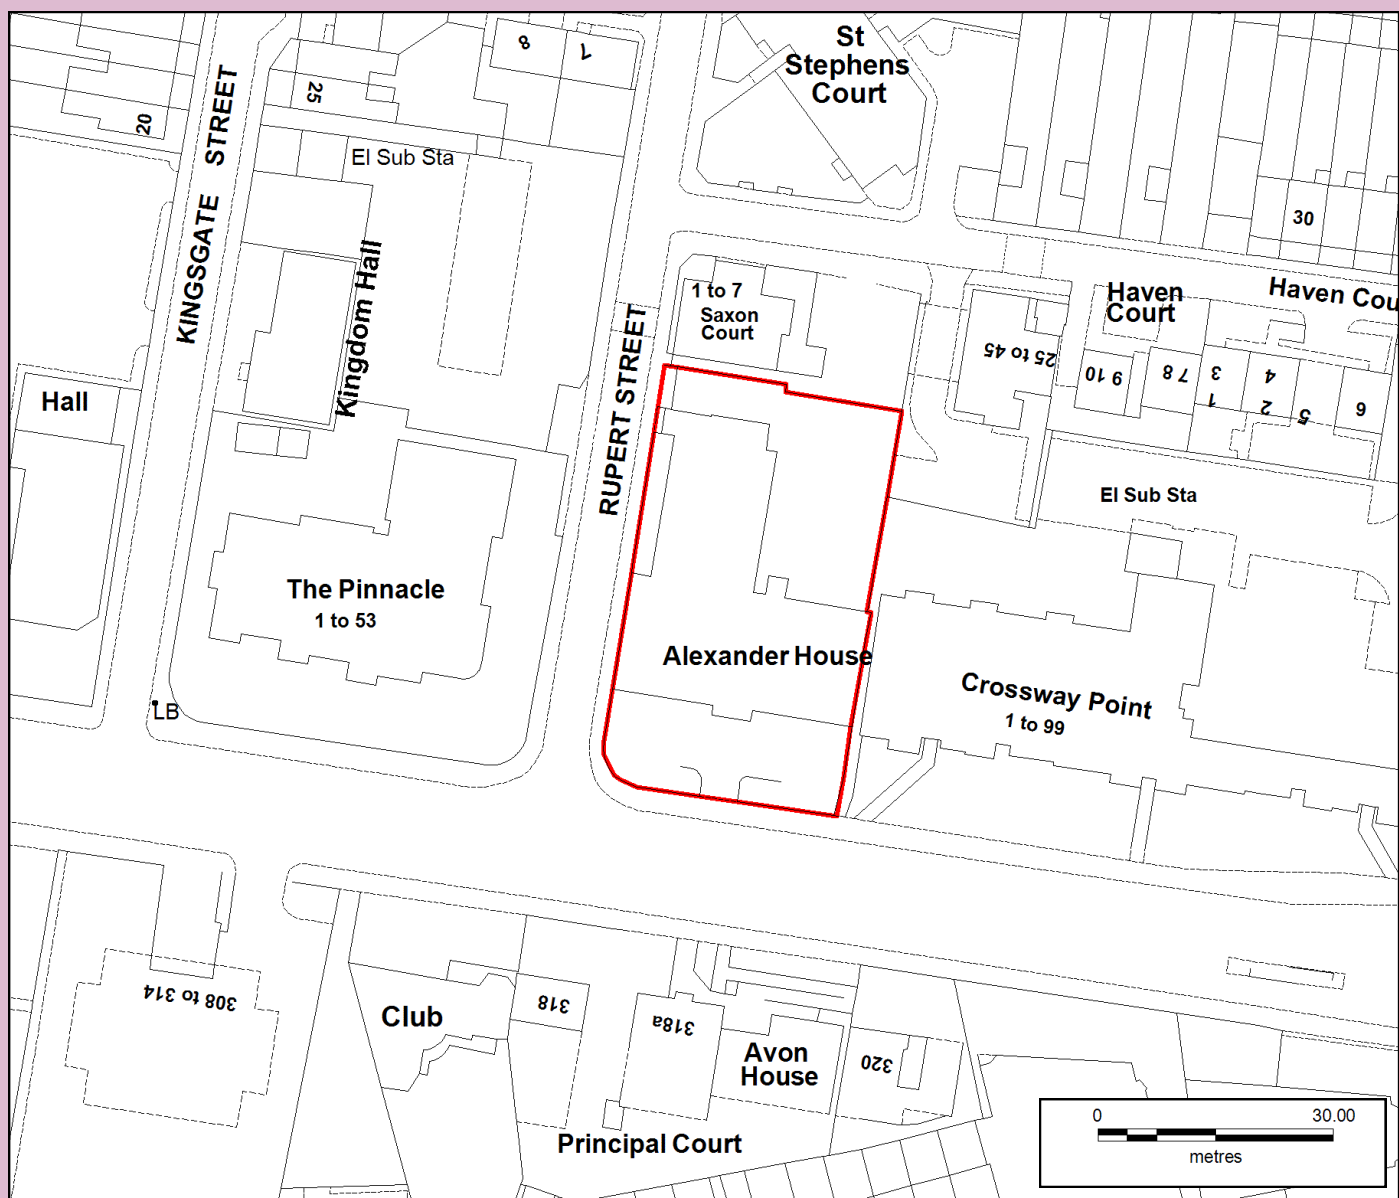 St
Stephens
Court
8
7
25
20
KINGSGATE STREET
El Sub Sta
30
Kingdom Hall
1 to 7
Saxon
Court
Haven
Court
Haven Cou
RUPERT STREET
25 to 45
9 10
7 8
3
1
4
2
5
6
Hall
El Sub Sta
The Pinnacle
1 to 53
Alexander House
Crossway Point
1 to 99
LB
308 to 314
Club
318
318a
Avon
House
320
Principal Court
0 30.00
metres